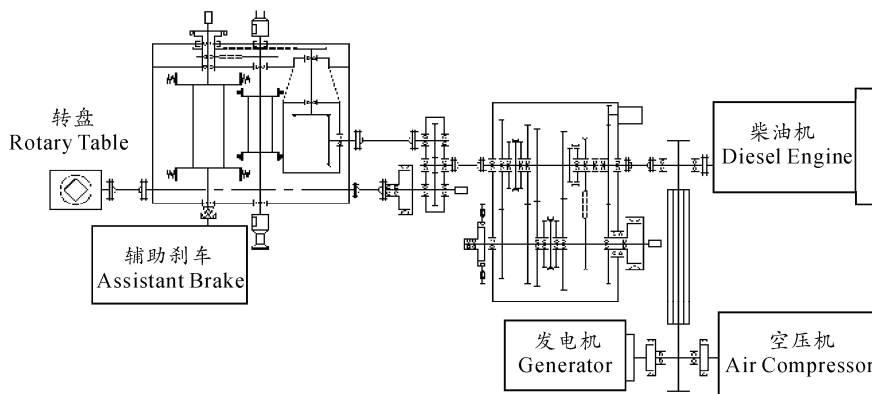 转盘
Rotary Table
柴油机
Diesel Engine
辅助刹车
Assistant Brake
发电机
Generator
空压机
Air Compressor